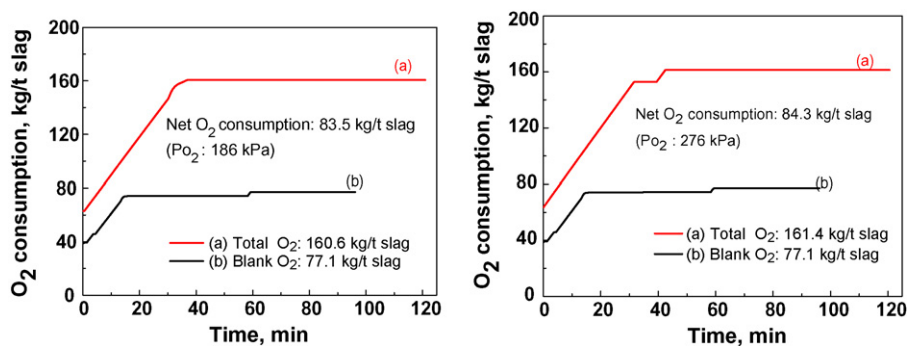 O2 consumption, kg/t slag
200
160
120
80
40
0
(a)
Net O2 consumption: 83.5 kg/t slag
(Po2 : 186 kPa)
(b)
(a) Total O2: 160.6 kg/t slag
(b) Blank O2: 77.1 kg/t slag
0 20 40 60 80 100 120
Time, min
O2 consumption, kg/t slag
200
160
120
80
40
0
(a)
Net O2 consumption: 84.3 kg/t slag
(Po2 : 276 kPa)
(b)
(a) Total O2: 161.4 kg/t slag
(b) Blank O2: 77.1 kg/t slag
0 20 40 60 80 100 120
Time, min